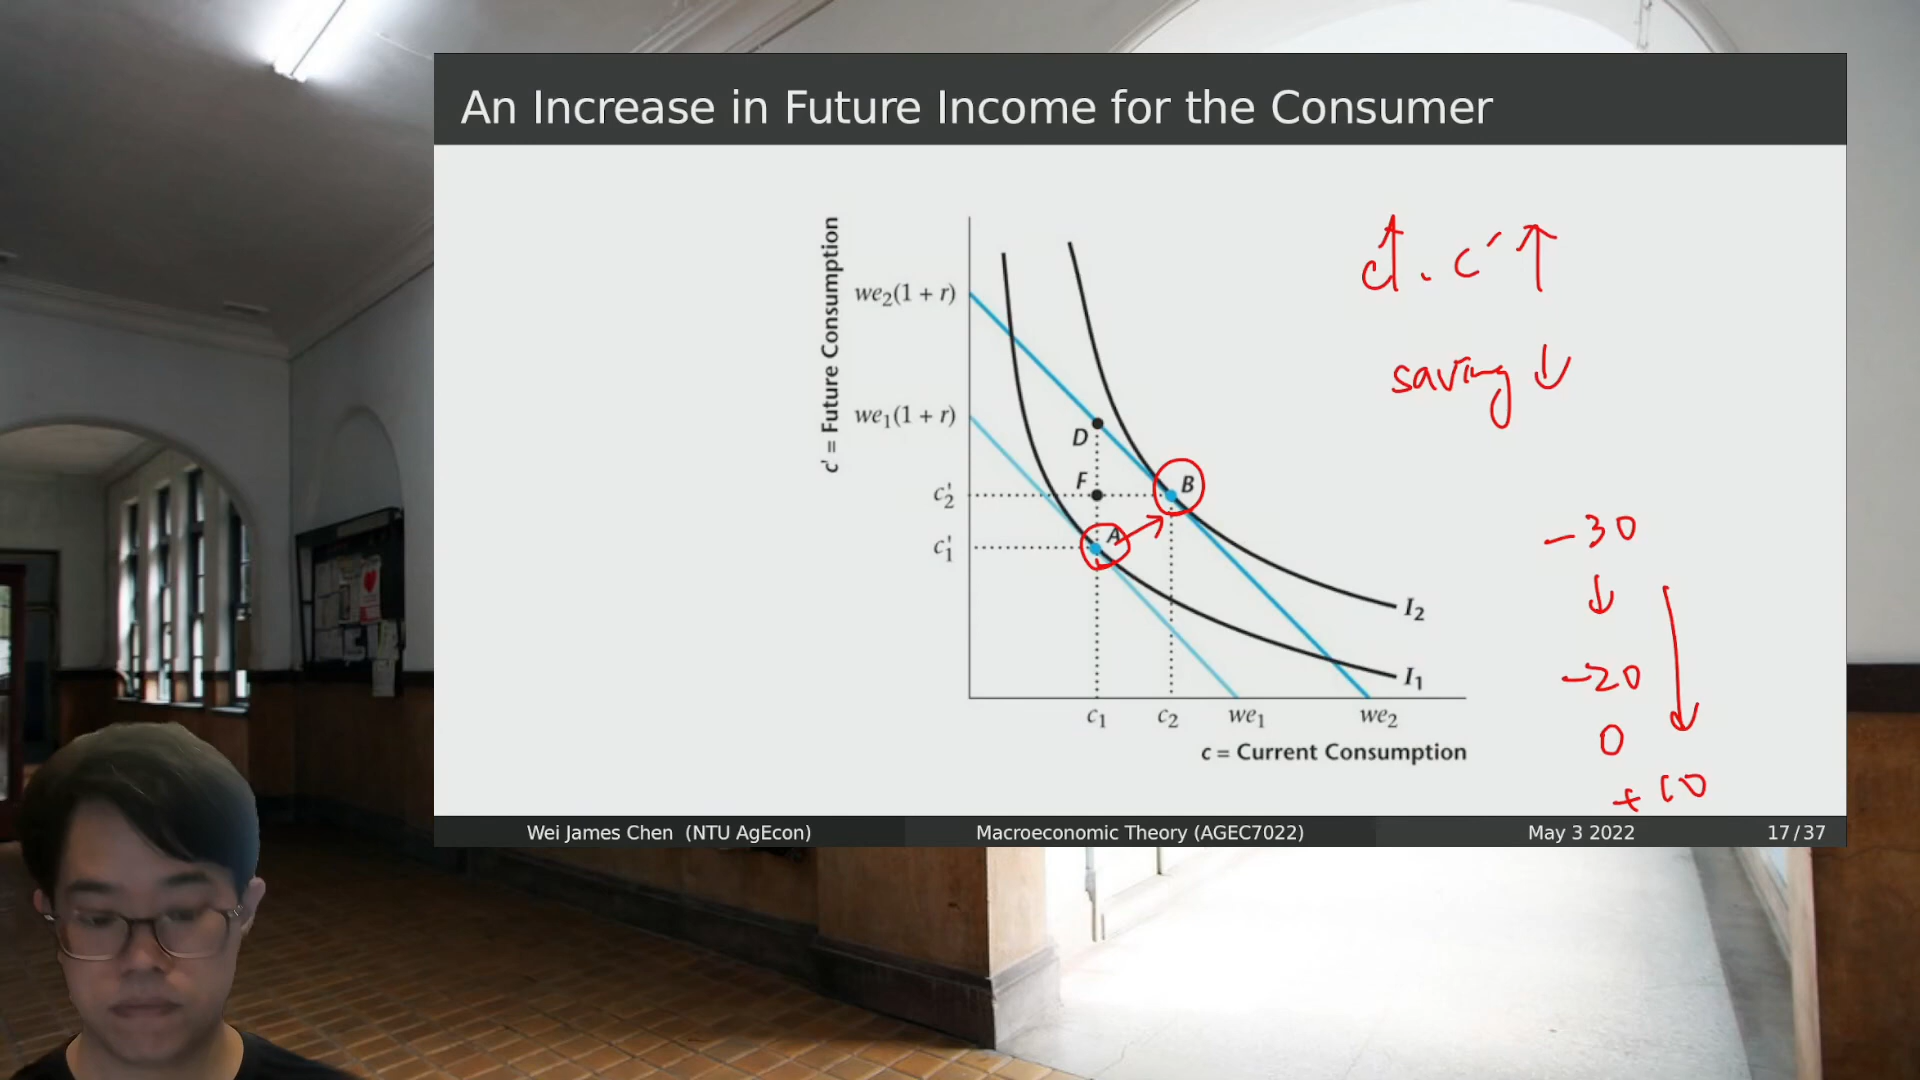 An Increase in Future Income for the Consumer
c' = Future Consumption
we₂(1 + r)
we₁(1 + r)
c₂'
c₁'
D
F
B
A
I₂
I₁
c₁ c₂ we₁ we₂
c = Current Consumption
c↑ . c' ↑
saving ↓
-30
↓
-20
0
+10
Wei James Chen (NTU AgEcon) Macroeconomic Theory (AGEC7022) May 3 2022 17/37